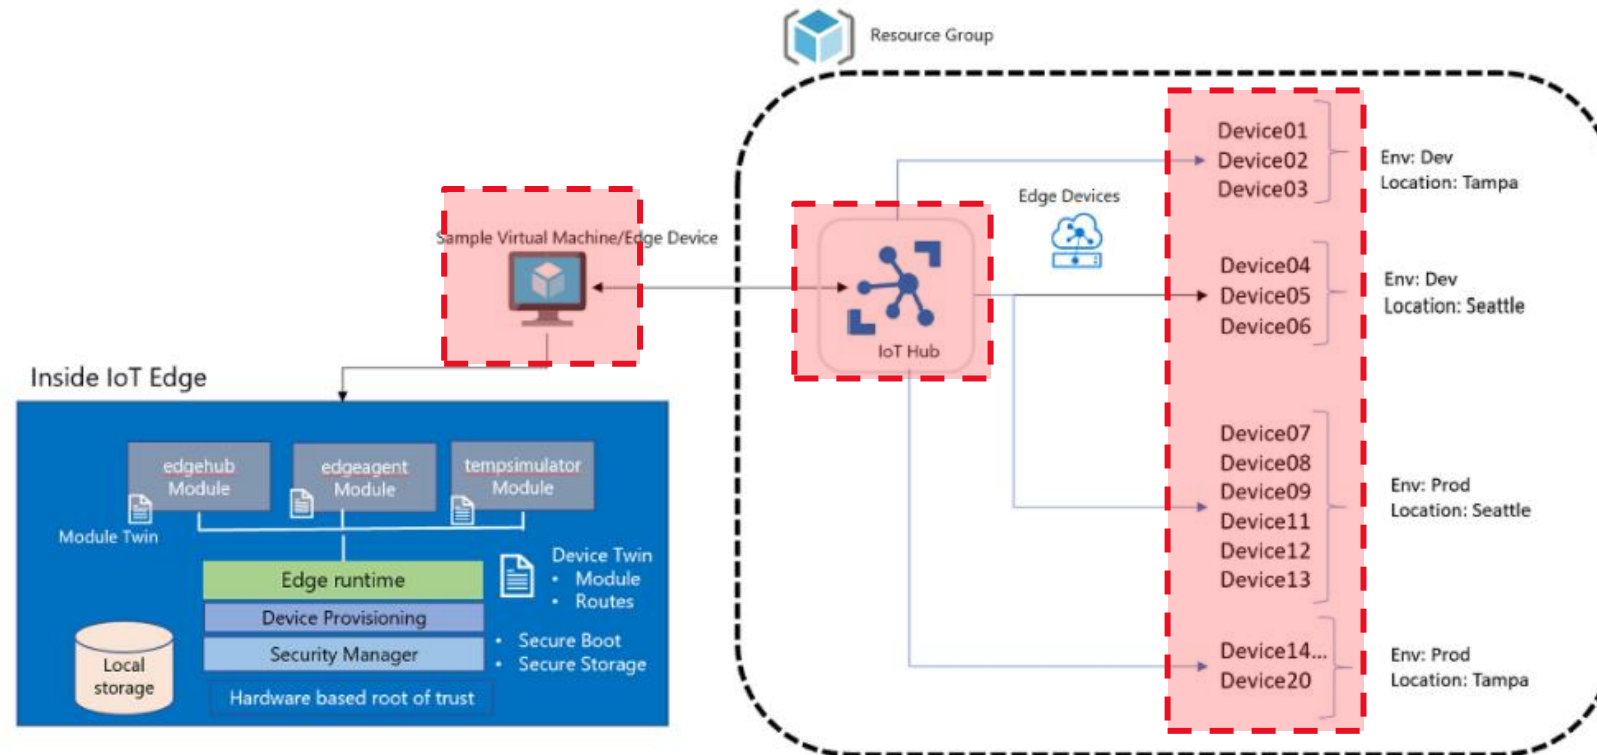 Resource Group
Device01
Device02
Device03
Env: Dev
Location: Tampa
Edge Devices
Sample Virtual Machine/Edge Device
Device04
Device05
Device06
Env: Dev
Location: Seattle
IoT Hub
Inside IoT Edge
edgehub
Module
edgeagent
Module
tempsimulator
Module
Module Twin
Device07
Device08
Device09
Device11
Device12
Device13
Env: Prod
Location: Seattle
Device Twin
• Module
• Routes
Edge runtime
Device Provisioning
Security Manager
• Secure Boot
• Secure Storage
Local
storage
Hardware based root of trust
Device14...
Device20
Env: Prod
Location: Tampa